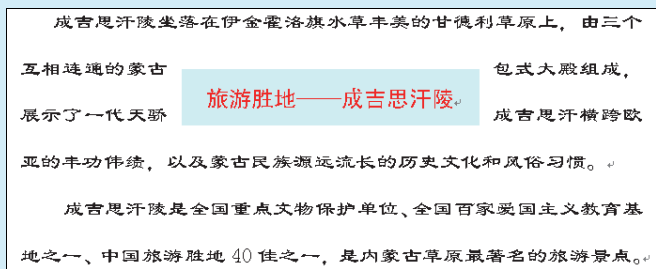 成吉思汗陵坐落在伊金霍洛旗水草丰美的甘德利草原上，由三个
互相连通的蒙古
包式大殿组成，
旅游胜地——成吉思汗陵
展示了一代天骄
成吉思汗横跨欧
亚的丰功伟绩，以及蒙古民族源远流长的历史文化和风俗习惯。
成吉思汗陵是全国重点文物保护单位、全国百家爱国主义教育基
地之一、中国旅游胜地 40 佳之一，是内蒙古草原最著名的旅游景点。